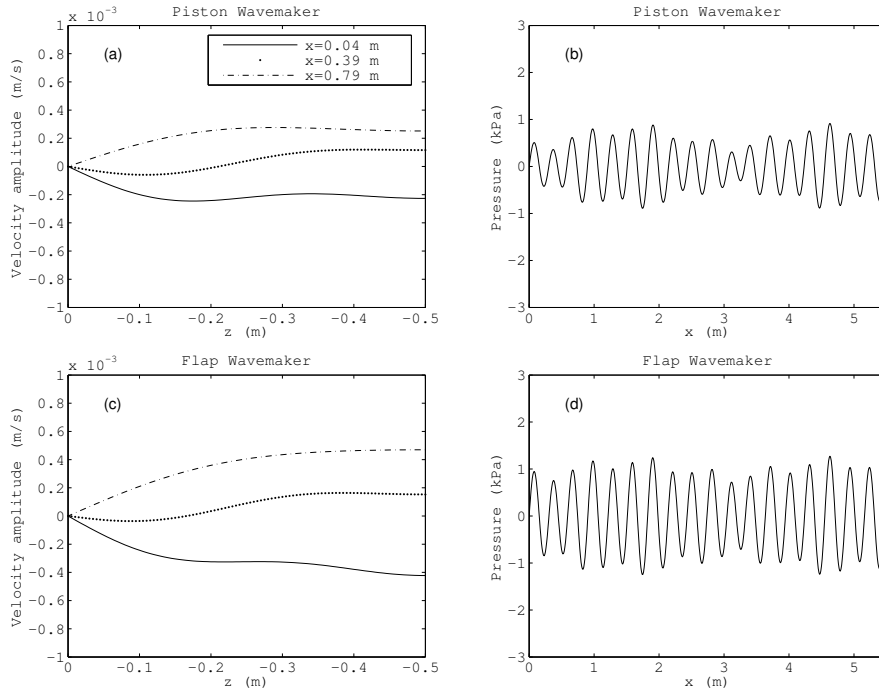 Piston Wavemaker
x 10⁻³
(a)
x=0.04 m
x=0.39 m
x=0.79 m
Velocity amplitude (m/s)
1
0.8
0.6
0.4
0.2
0
−0.2
−0.4
−0.6
−0.8
−1
0 −0.1 −0.2 −0.3 −0.4 −0.5
z (m)
Piston Wavemaker
(b)
Pressure (kPa)
3
2
1
0
−1
−2
−3
0 1 2 3 4 5
x (m)
Flap Wavemaker
x 10⁻³
(c)
Velocity amplitude (m/s)
1
0.8
0.6
0.4
0.2
0
−0.2
−0.4
−0.6
−0.8
−1
0 −0.1 −0.2 −0.3 −0.4 −0.5
z (m)
Flap Wavemaker
(d)
Pressure (kPa)
3
2
1
0
−1
−2
−3
0 1 2 3 4 5
x (m)